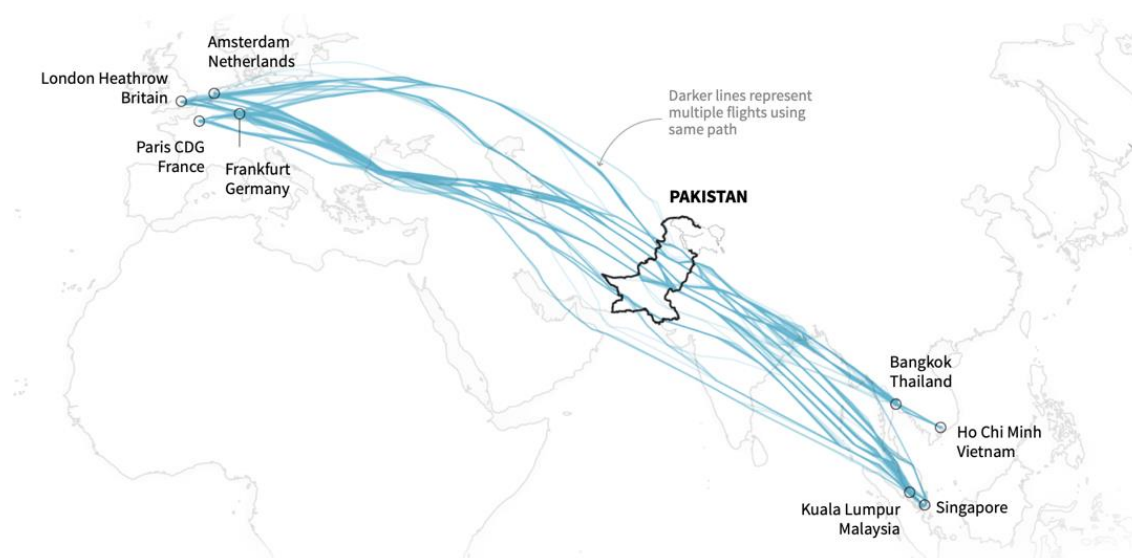 Amsterdam
Netherlands
London Heathrow
Britain
Paris CDG
France
Frankfurt
Germany
Darker lines represent
multiple flights using
same path
PAKISTAN
Bangkok
Thailand
Ho Chi Minh
Vietnam
Kuala Lumpur
Malaysia
Singapore